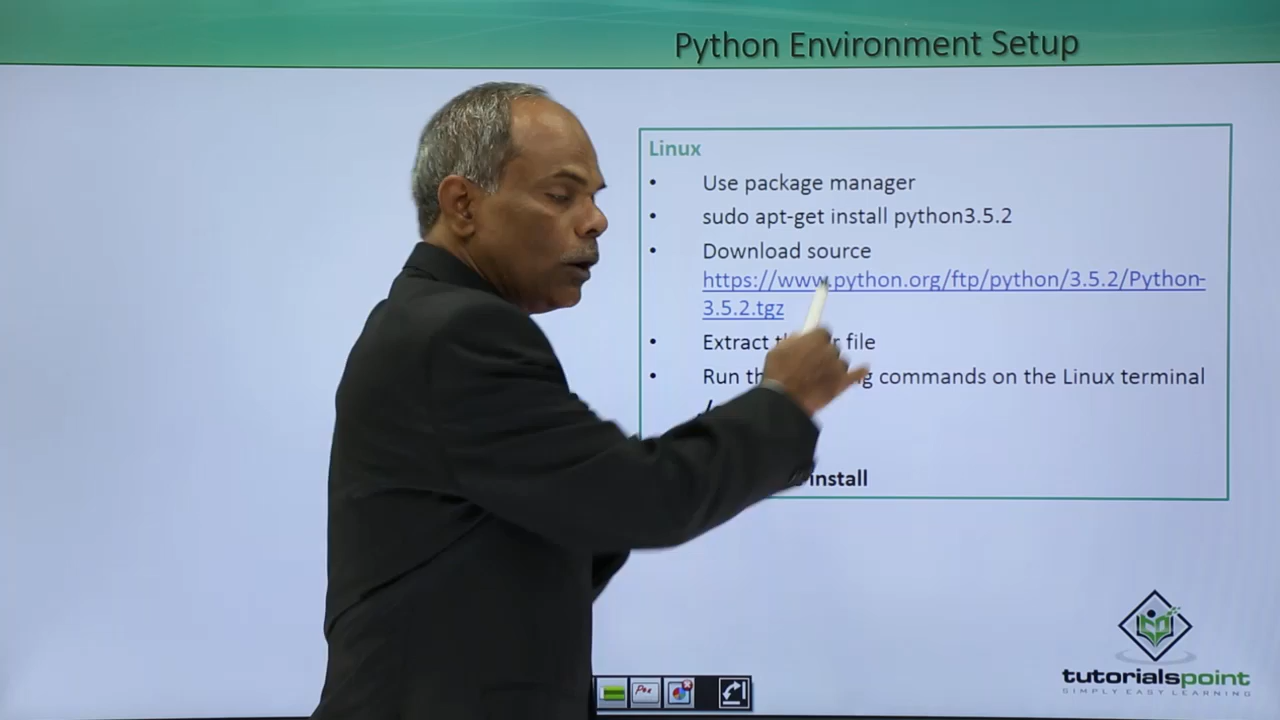 Python Environment Setup
Linux
• Use package manager
• sudo apt-get install python3.5.2
• Download source
https://www.python.org/ftp/python/3.5.2/Python-
3.5.2.tgz
• Extract file
• Run commands on the Linux terminal
install
tutorialspoint
SIMPLY EASY LEARNING